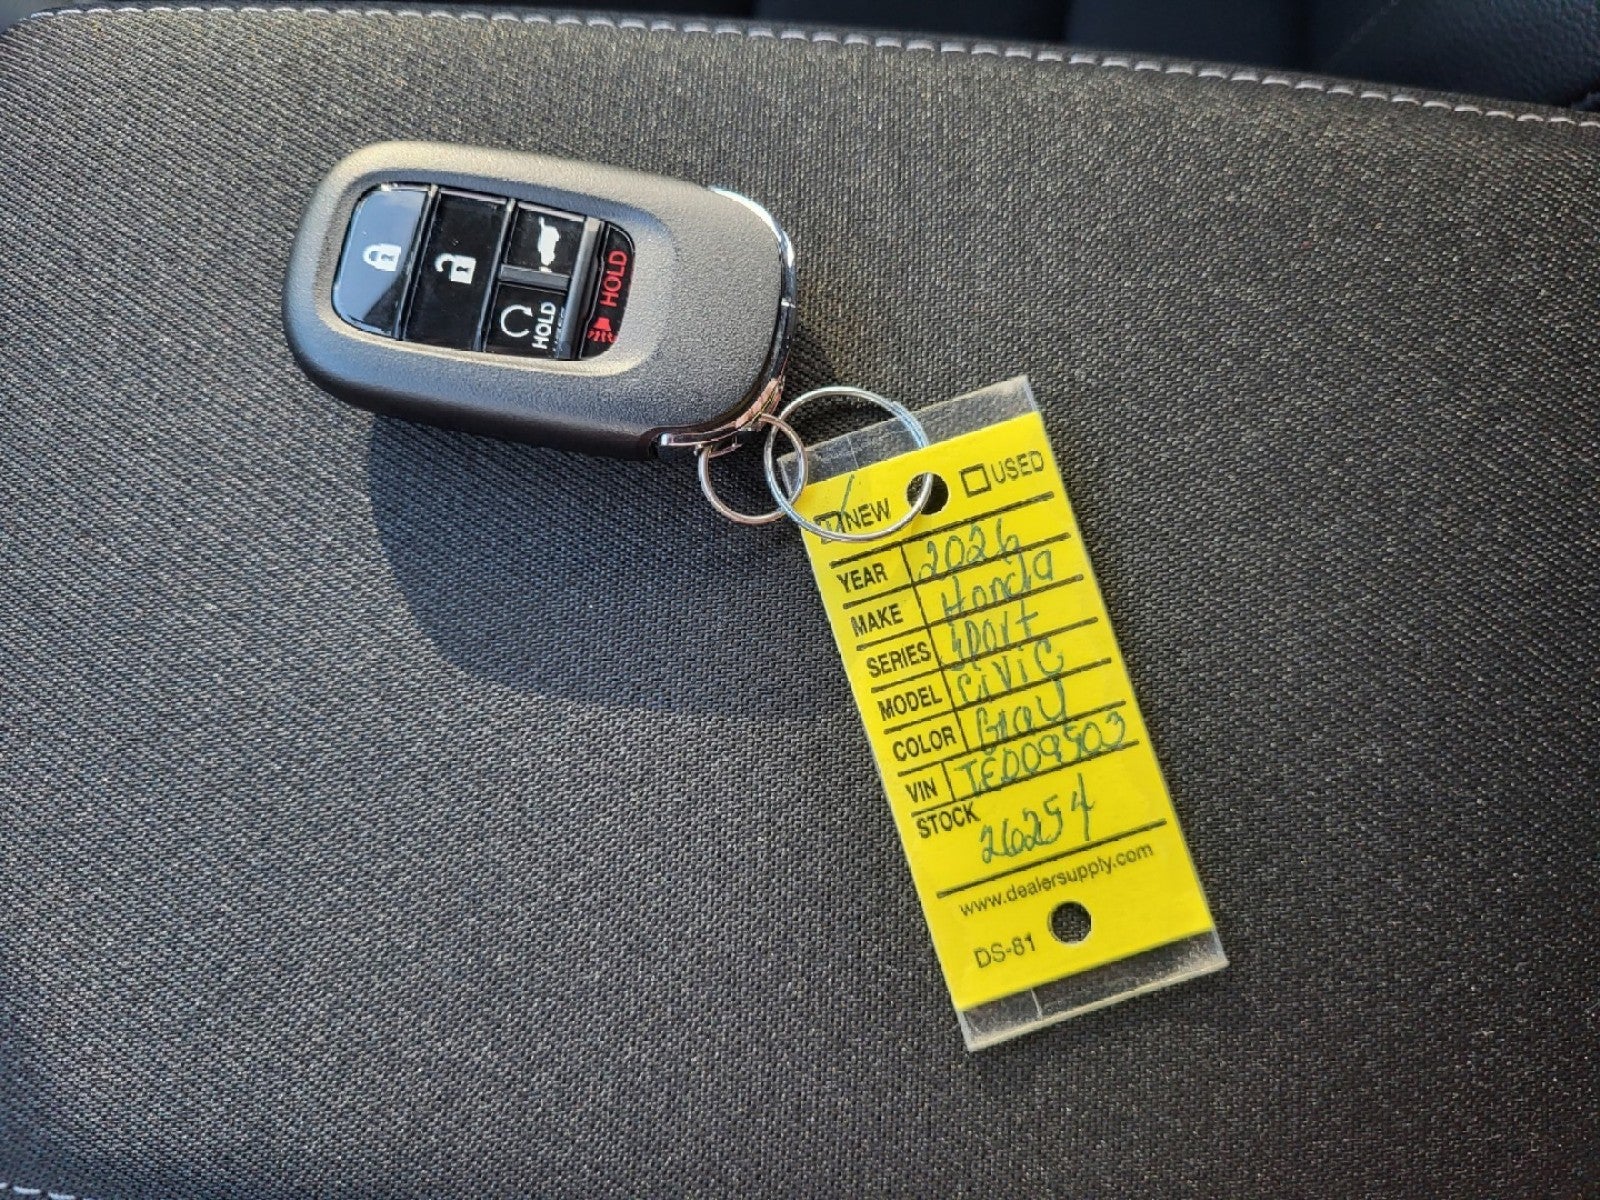 HOLD
HOLD
NEW USED
YEAR 2026
MAKE Honda
SERIES Sport
MODEL CiViC
COLOR Gray
VIN TE009503
STOCK 26254
www.dealersupply.com
DS-81